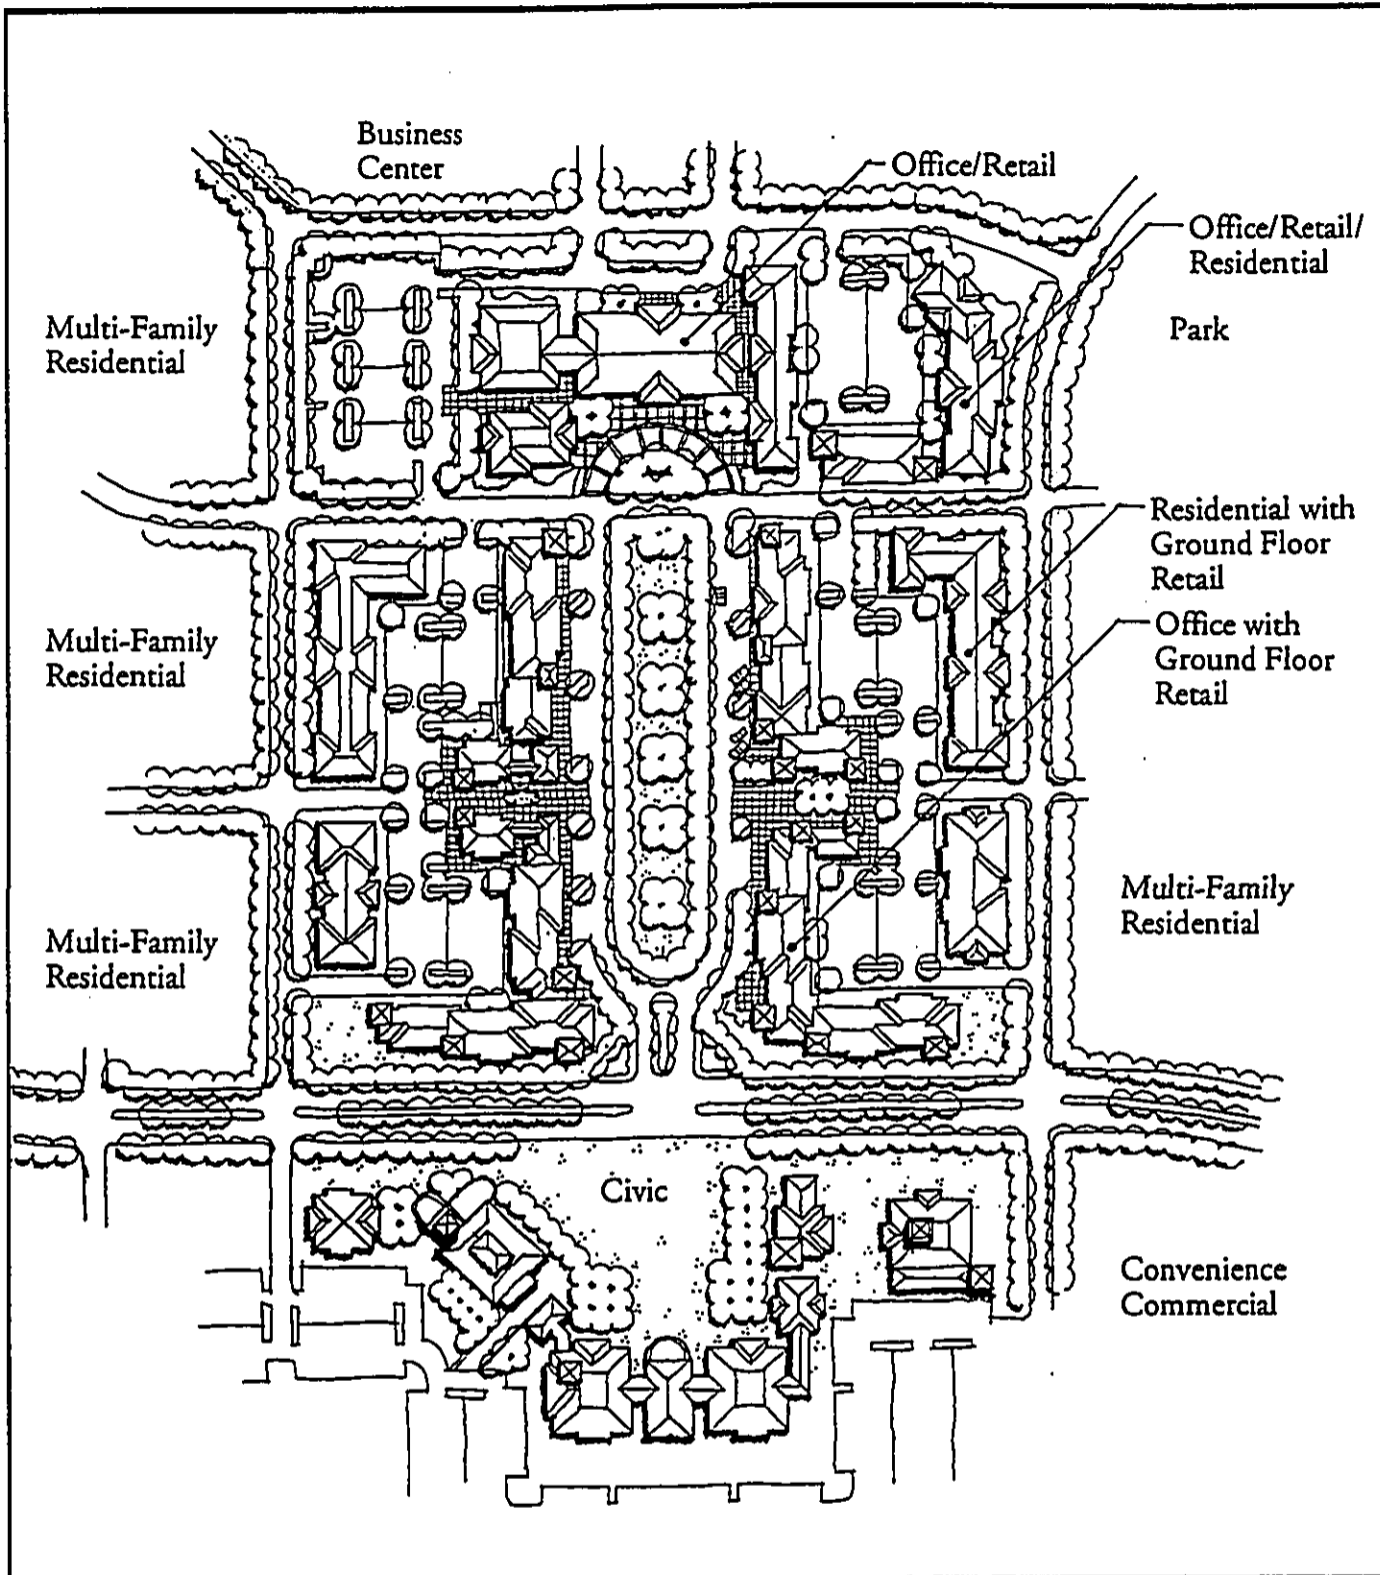 Business
Center
Office/Retail
Office/Retail/
Residential
Multi-Family
Residential
Park
Residential with
Ground Floor
Retail
Office with
Ground Floor
Retail
Multi-Family
Residential
Multi-Family
Residential
Multi-Family
Residential
Civic
Convenience
Commercial